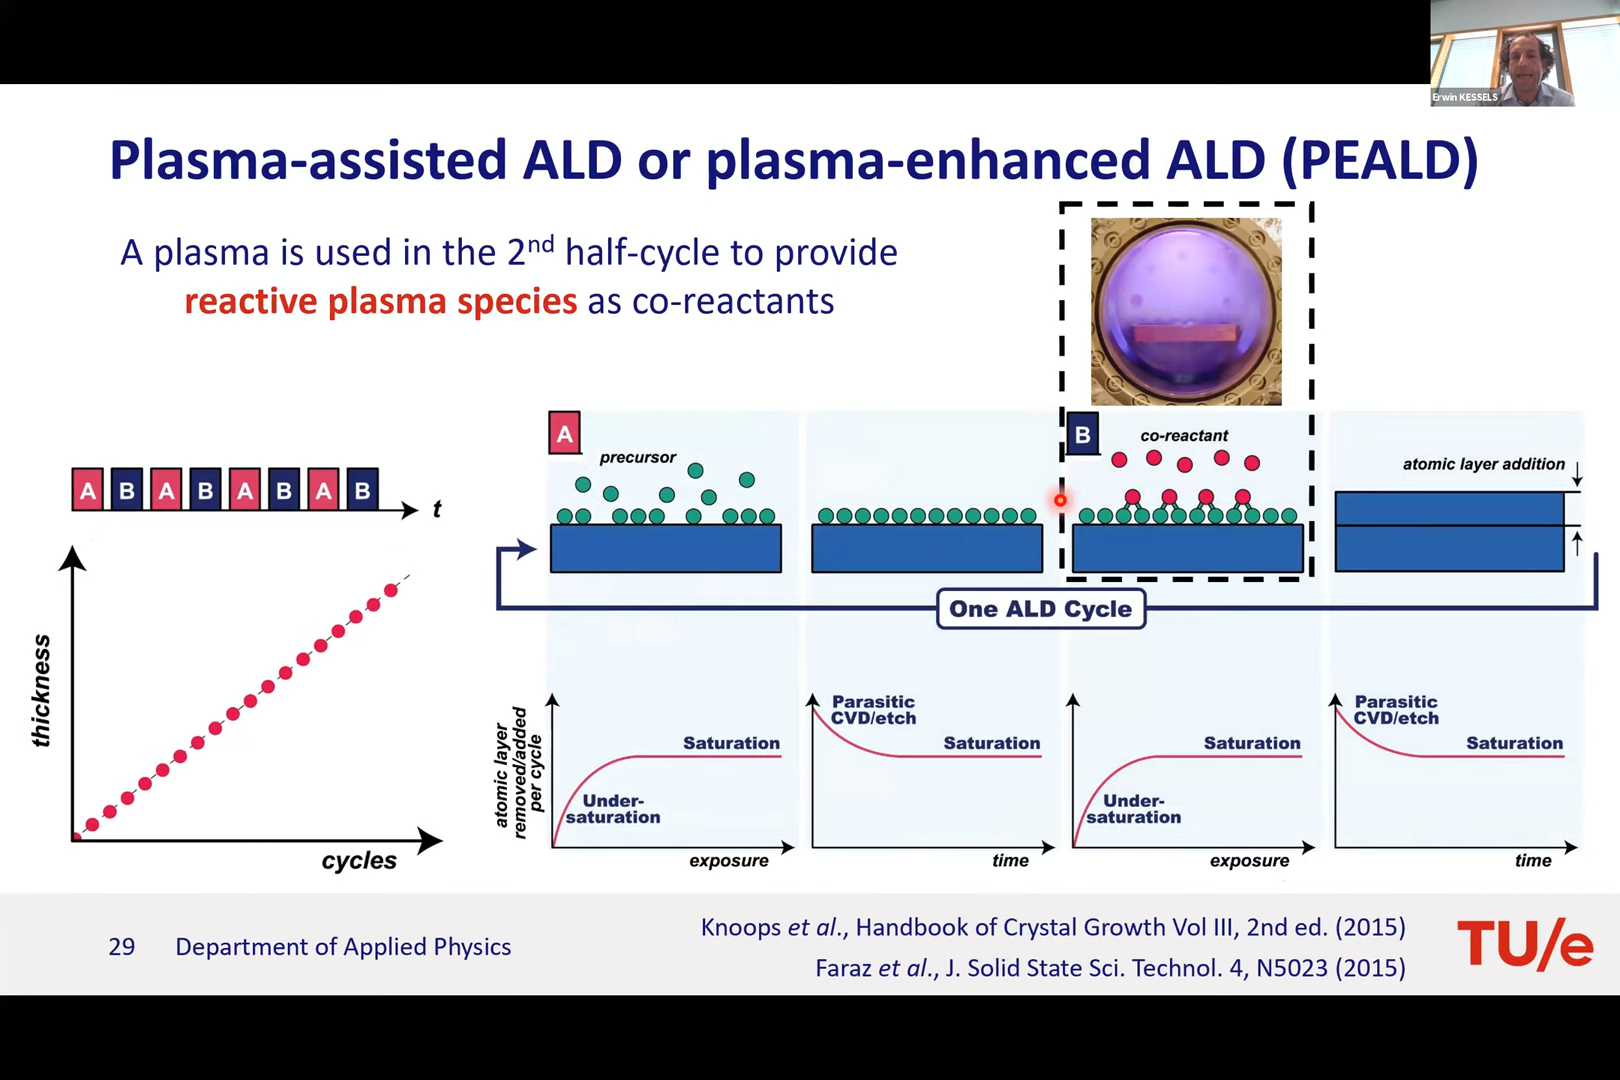 Erwin KESSELS
Plasma-assisted ALD or plasma-enhanced ALD (PEALD)
A plasma is used in the 2nd half-cycle to provide
reactive plasma species as co-reactants
A B A B A B A B
t
thickness
cycles
A
precursor
B
co-reactant
atomic layer addition
One ALD Cycle
atomic layer
removed/added
per cycle
Saturation
Under-
saturation
exposure
Parasitic
CVD/etch
Saturation
time
Saturation
Under-
saturation
exposure
Parasitic
CVD/etch
Saturation
time
29 Department of Applied Physics
Knoops et al., Handbook of Crystal Growth Vol III, 2nd ed. (2015)
Faraz et al., J. Solid State Sci. Technol. 4, N5023 (2015)
TU/e